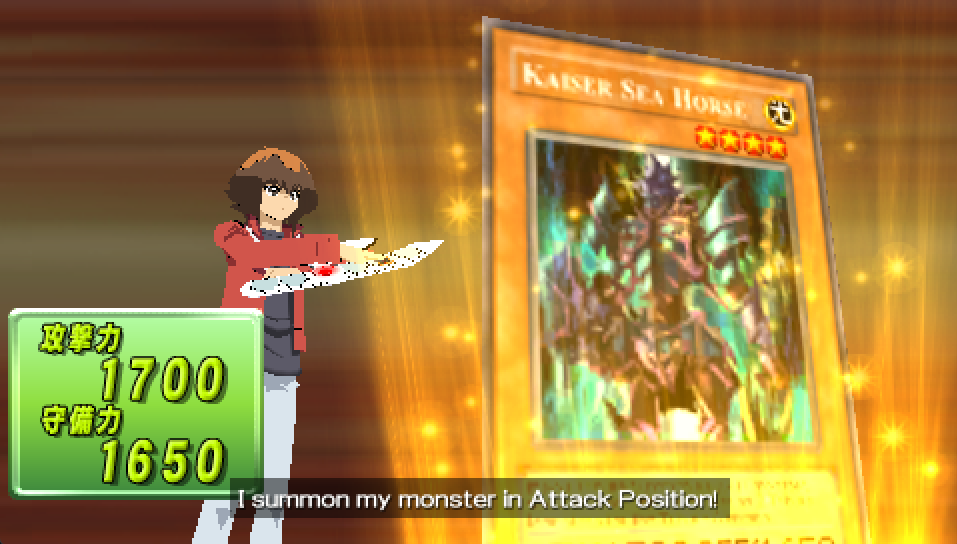 KAISER SEA HORSE
光
攻撃力
1700
守備力
1650
I summon my monster in Attack Position!